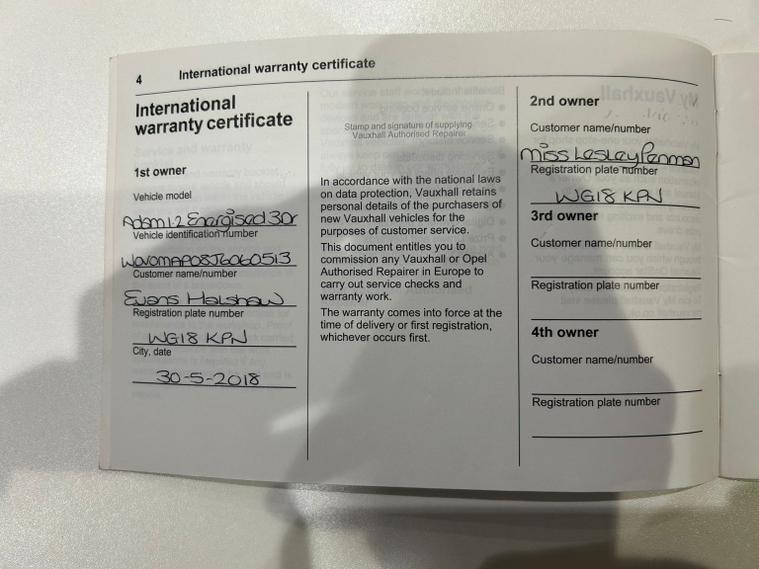 4 International warranty certificate
International
warranty certificate
1st owner
Vehicle model
Adam 1.2 Energised 3Dr
Vehicle identification number
W0V0MAP08J6060513
Customer name/number
Evans Halshaw
Registration plate number
WG18 KPN
City, date
30-5-2018
Stamp and signature of supplying
Vauxhall Authorised Repairer
In accordance with the national laws
on data protection, Vauxhall retains
personal details of the purchasers of
new Vauxhall vehicles for the
purposes of customer service.
This document entitles you to
commission any Vauxhall or Opel
Authorised Repairer in Europe to
carry out service checks and
warranty work.
The warranty comes into force at the
time of delivery or first registration,
whichever occurs first.
2nd owner
Customer name/number
Miss Lesley Penman
Registration plate number
WG18 KPN
3rd owner
Customer name/number
Registration plate number
4th owner
Customer name/number
Registration plate number